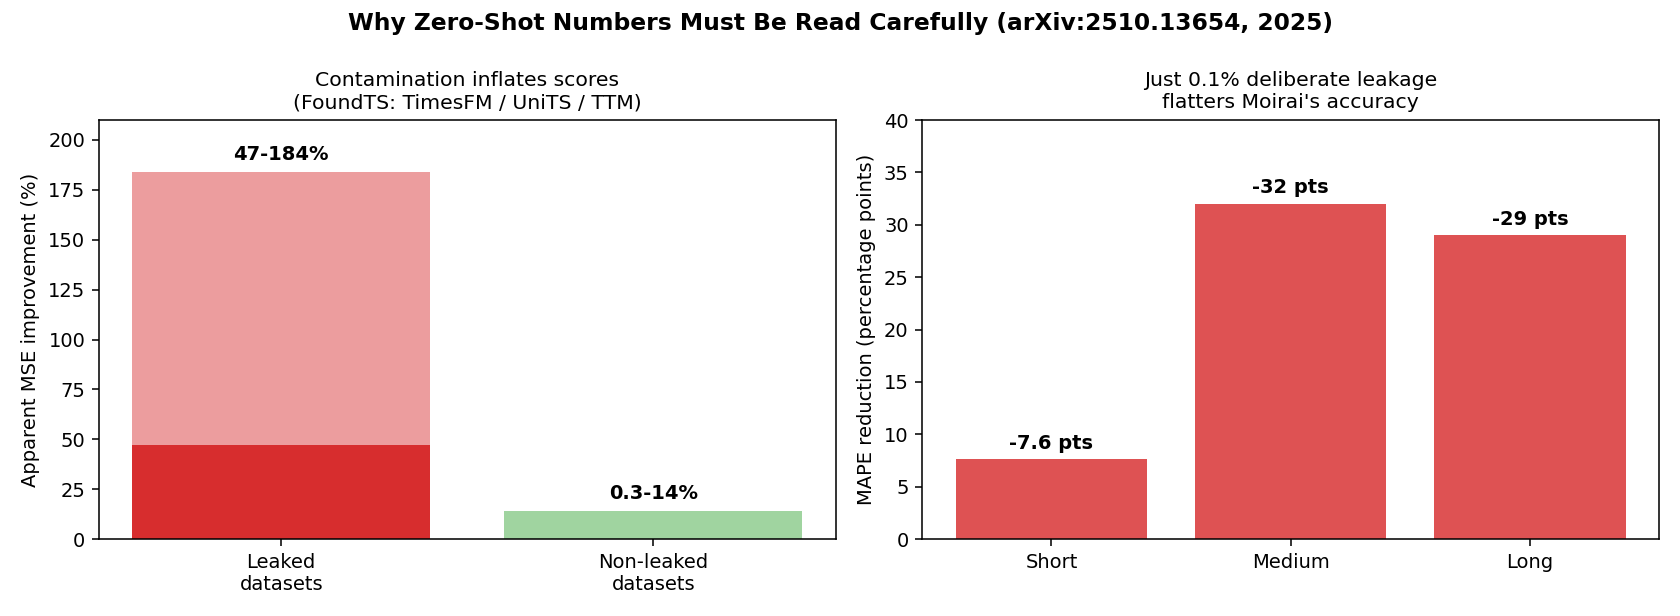 Why Zero-Shot Numbers Must Be Read Carefully (arXiv:2510.13654, 2025)
Contamination inflates scores
(FoundTS: TimesFM / UniTS / TTM)
Apparent MSE improvement (%)
200
175
150
125
100
75
50
25
0
47-184%
0.3-14%
Leaked
datasets
Non-leaked
datasets
Just 0.1% deliberate leakage
flatters Moirai's accuracy
MAPE reduction (percentage points)
40
35
30
25
20
15
10
5
0
-7.6 pts
-32 pts
-29 pts
Short
Medium
Long